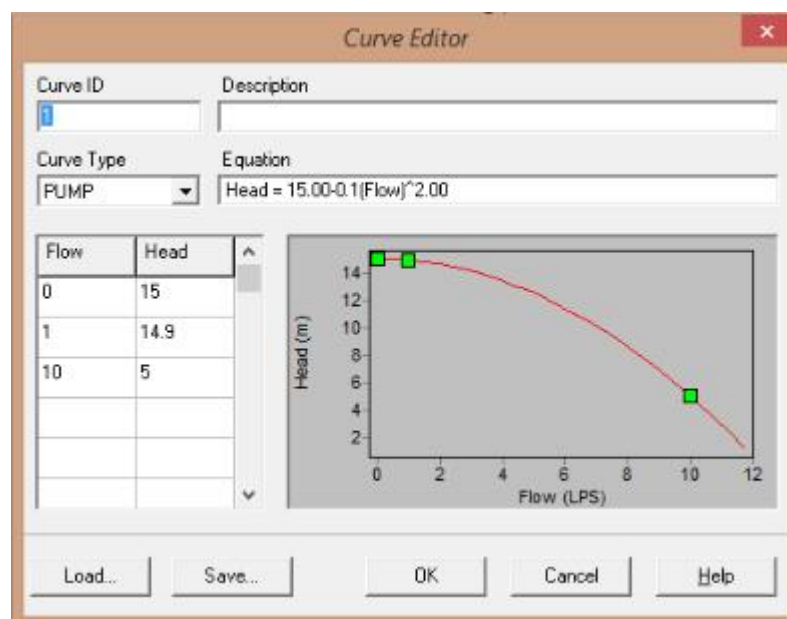 Curve Editor
×
Curve ID Description
1
Curve Type Equation
PUMP Head = 15.00-0.1(Flow)^2.00
Flow Head
0 15
1 14.9
10 5
14
12
10
8
6
4
2
Head (m)
0 2 4 6 8 10 12
Flow (LPS)
Load... Save... OK Cancel Help